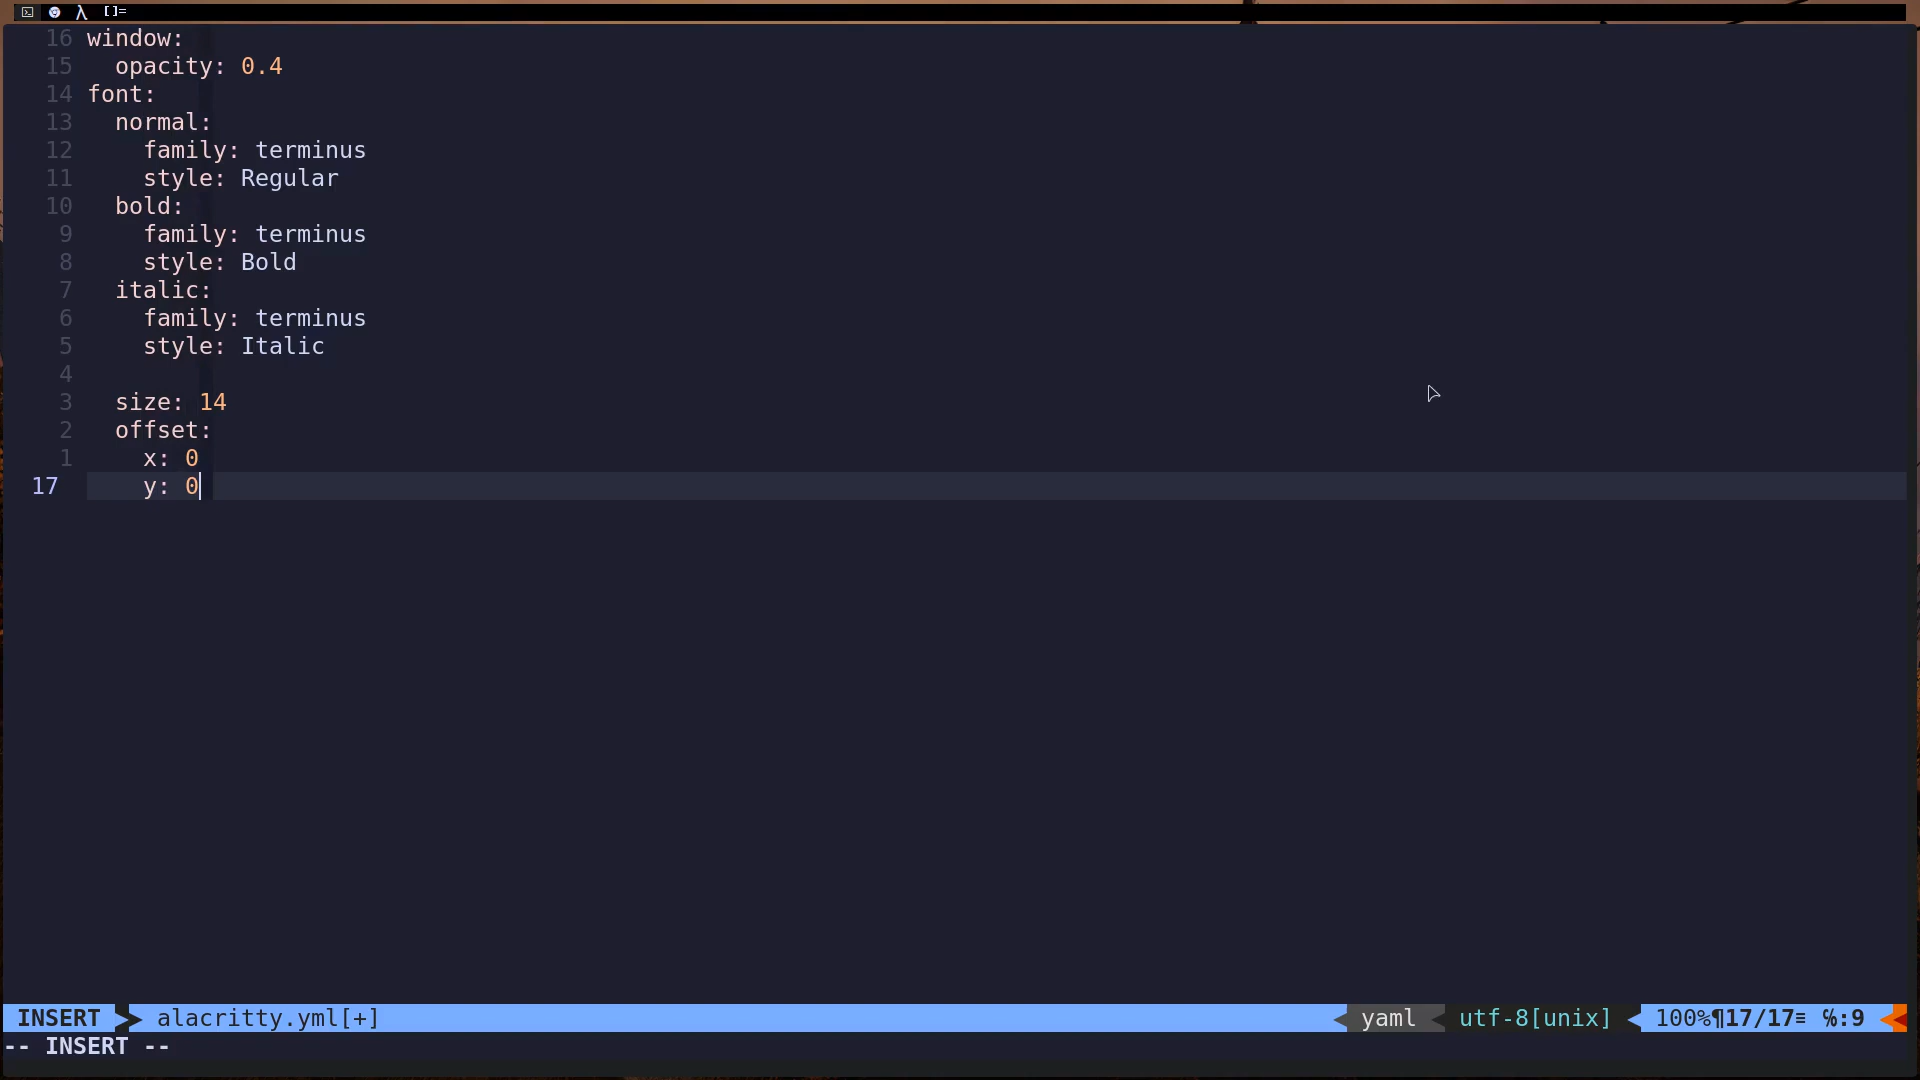 λ []=
16 window:
15   opacity: 0.4
14 font:
13   normal:
12     family: terminus
11     style: Regular
10   bold:
9     family: terminus
8     style: Bold
7   italic:
6     family: terminus
5     style: Italic
4
3   size: 14
2   offset:
1     x: 0
17     y: 0
INSERT alacritty.yml[+] yaml utf-8[unix] 100%¶17/17≡ ℅:9
-- INSERT --